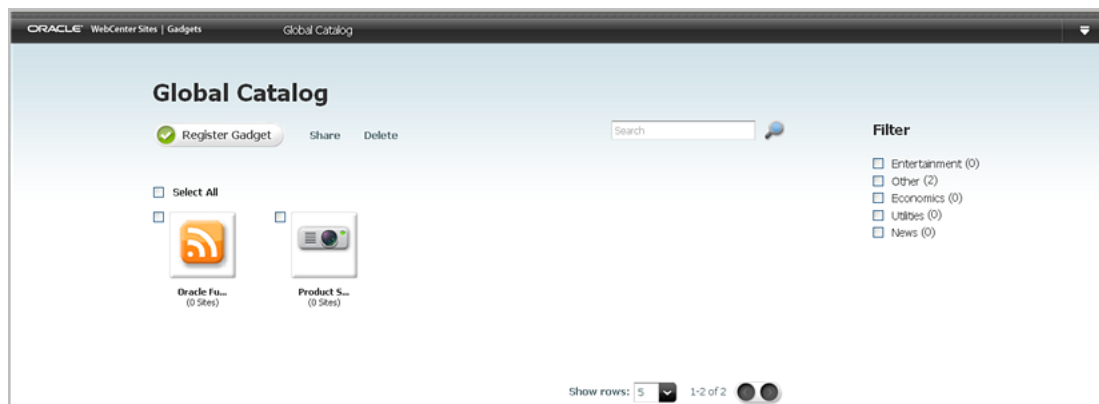 ORACLE® WebCenter Sites | Gadgets Global Catalog
Global Catalog
Register Gadget Share Delete
Search
Filter
Entertainment (0)
Other (2)
Economics (0)
Utilities (0)
News (0)
Select All
Oracle Fu... Product S...
(0 Sites) (0 Sites)
Show rows: 5 1-2 of 2